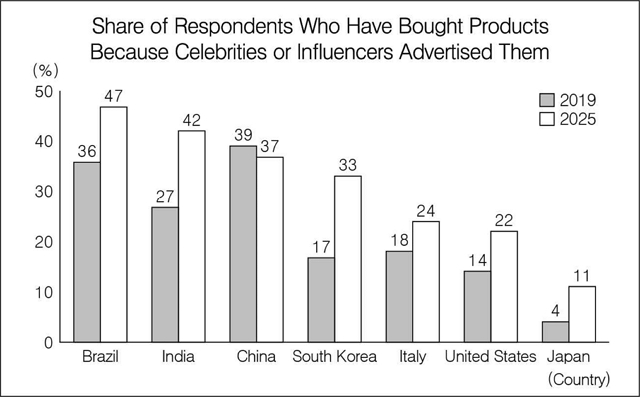 Share of Respondents Who Have Bought Products
Because Celebrities or Influencers Advertised Them
(%)
2019
2025
50
40
30
20
10
0
36
47
27
42
39
37
17
33
18
24
14
22
4
11
Brazil
India
China
South Korea
Italy
United States
Japan
(Country)